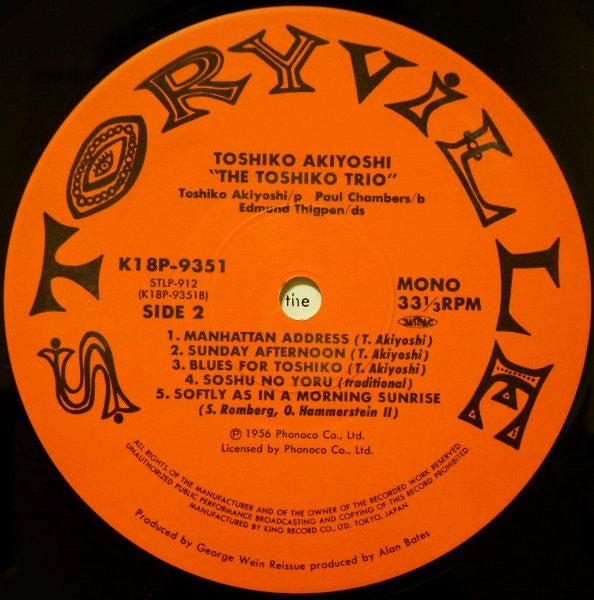 STORYViLLE
TOSHIKO AKIYOSHI
"THE TOSHIKO TRIO"
Toshiko Akiyoshi/p Paul Chambers/b
Edmund Thigpen/ds
K18P-9351
STLP-912
(K18P-9351B)
SIDE 2
the
MONO
33 1/3 RPM
1. MANHATTAN ADDRESS (T. Akiyoshi)
2. SUNDAY AFTERNOON (T. Akiyoshi)
3. BLUES FOR TOSHIKO (T. Akiyoshi)
4. SOSHU NO YORU (traditional)
5. SOFTLY AS IN A MORNING SUNRISE
(S. Romberg, O. Hammerstein II)
Ⓟ 1956 Phonoco Co., Ltd.
Licensed by Phonoco Co., Ltd.
ALL RIGHTS OF THE MANUFACTURER AND OF THE OWNER OF THE RECORDED WORK RESERVED.
UNAUTHORIZED PUBLIC PERFORMANCE BROADCASTING AND COPYING OF THIS RECORD PROHIBITED.
MANUFACTURED BY KING RECORD CO., LTD. TOKYO, JAPAN
Produced by George Wein Reissue produced by Alan Bates